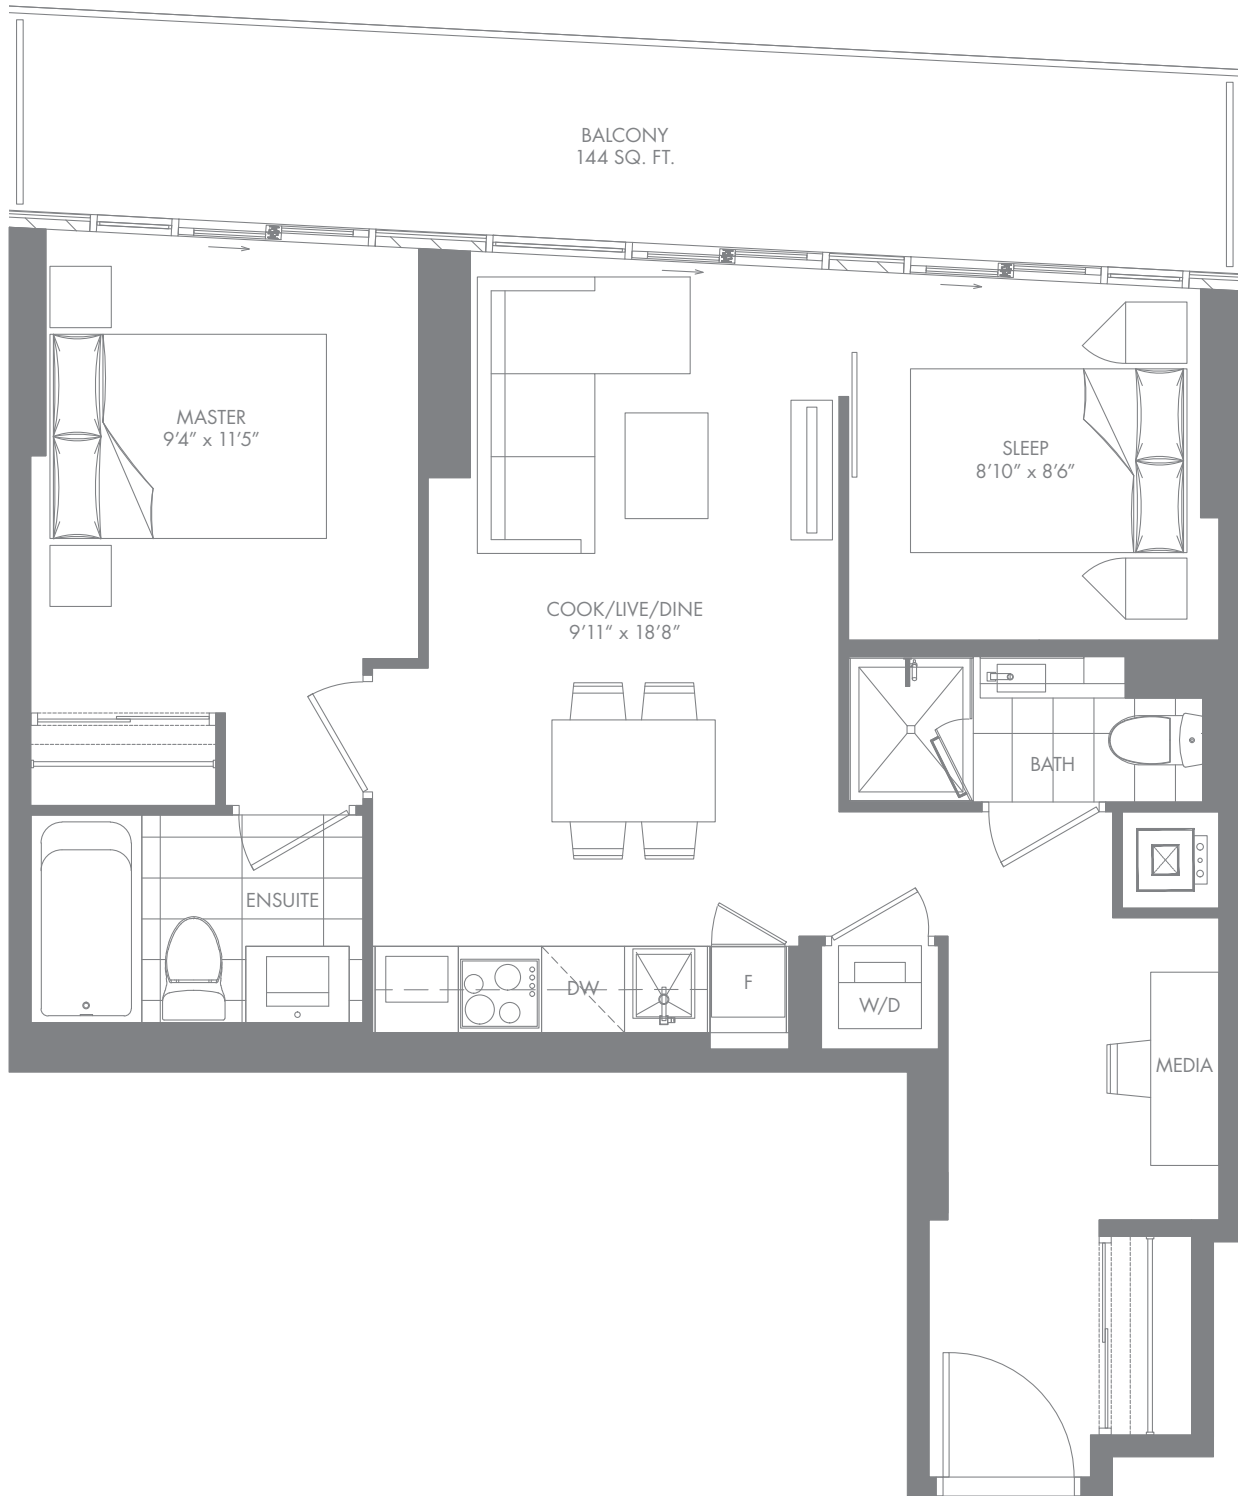 BALCONY
144 SQ. FT.
MASTER
9’4” x 11’5”
SLEEP
8’10” x 8’6”
COOK/LIVE/DINE
9’11” x 18’8”
BATH
ENSUITE
DW
F
W/D
MEDIA